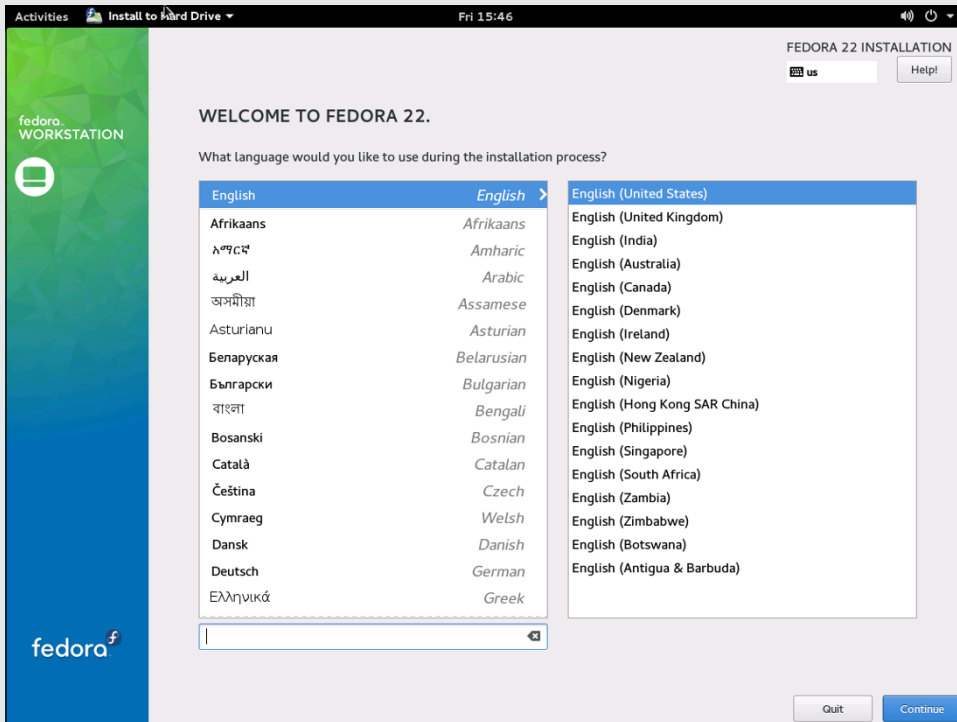 Activities Install to Hard Drive Fri 15:46
FEDORA 22 INSTALLATION
us Help!
fedora
WORKSTATION
WELCOME TO FEDORA 22.
What language would you like to use during the installation process?
English English
Afrikaans Afrikaans
አማርኛ Amharic
العربية Arabic
অসমীয়া Assamese
Asturianu Asturian
Беларуская Belarusian
Български Bulgarian
বাংলা Bengali
Bosanski Bosnian
Català Catalan
Čeština Czech
Cymraeg Welsh
Dansk Danish
Deutsch German
Ελληνικά Greek
English (United States)
English (United Kingdom)
English (India)
English (Australia)
English (Canada)
English (Denmark)
English (Ireland)
English (New Zealand)
English (Nigeria)
English (Hong Kong SAR China)
English (Philippines)
English (Singapore)
English (South Africa)
English (Zambia)
English (Zimbabwe)
English (Botswana)
English (Antigua & Barbuda)
fedora
Quit Continue